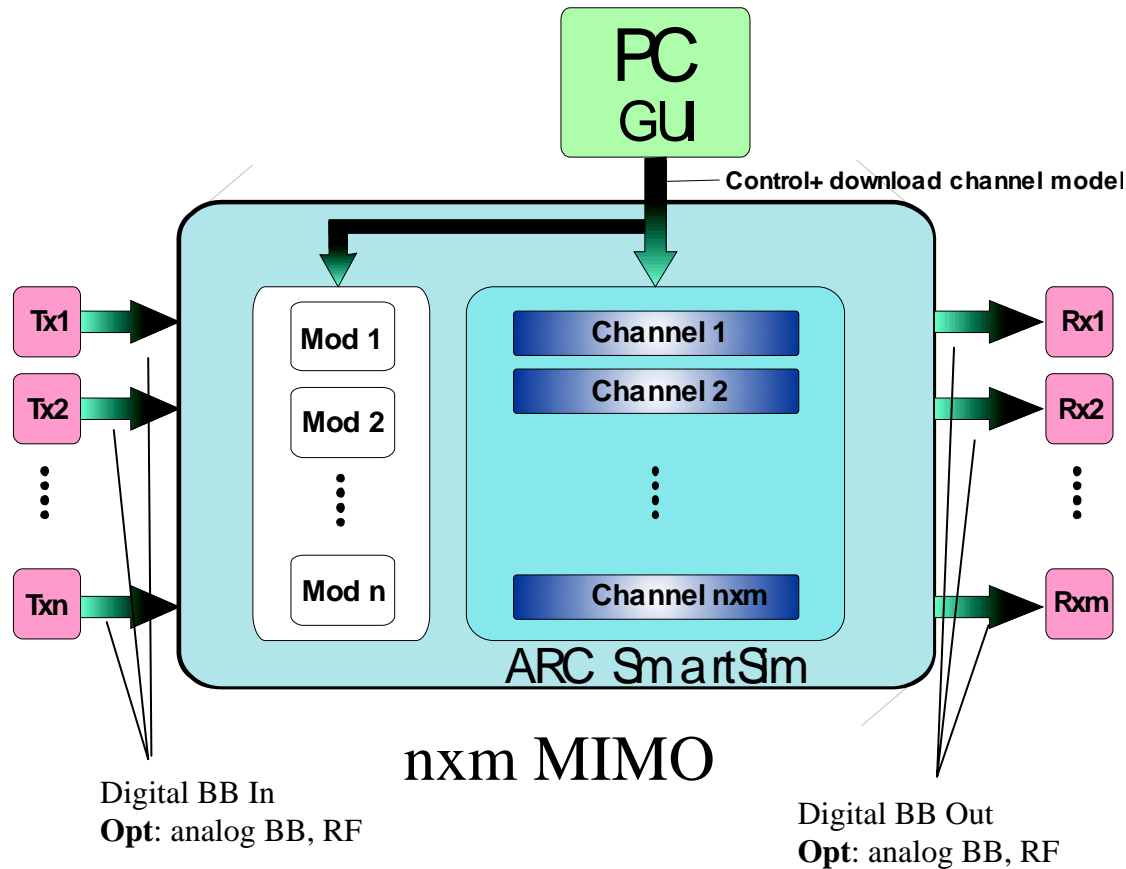 PC
GUI
Control+ download channel model
Tx1
Mod 1
Channel 1
Rx1
Tx2
Mod 2
Channel 2
Rx2
Txn
Mod n
Channel nxm
Rxm
ARC SmartSim
nxm MIMO
Digital BB In
Opt: analog BB, RF
Digital BB Out
Opt: analog BB, RF